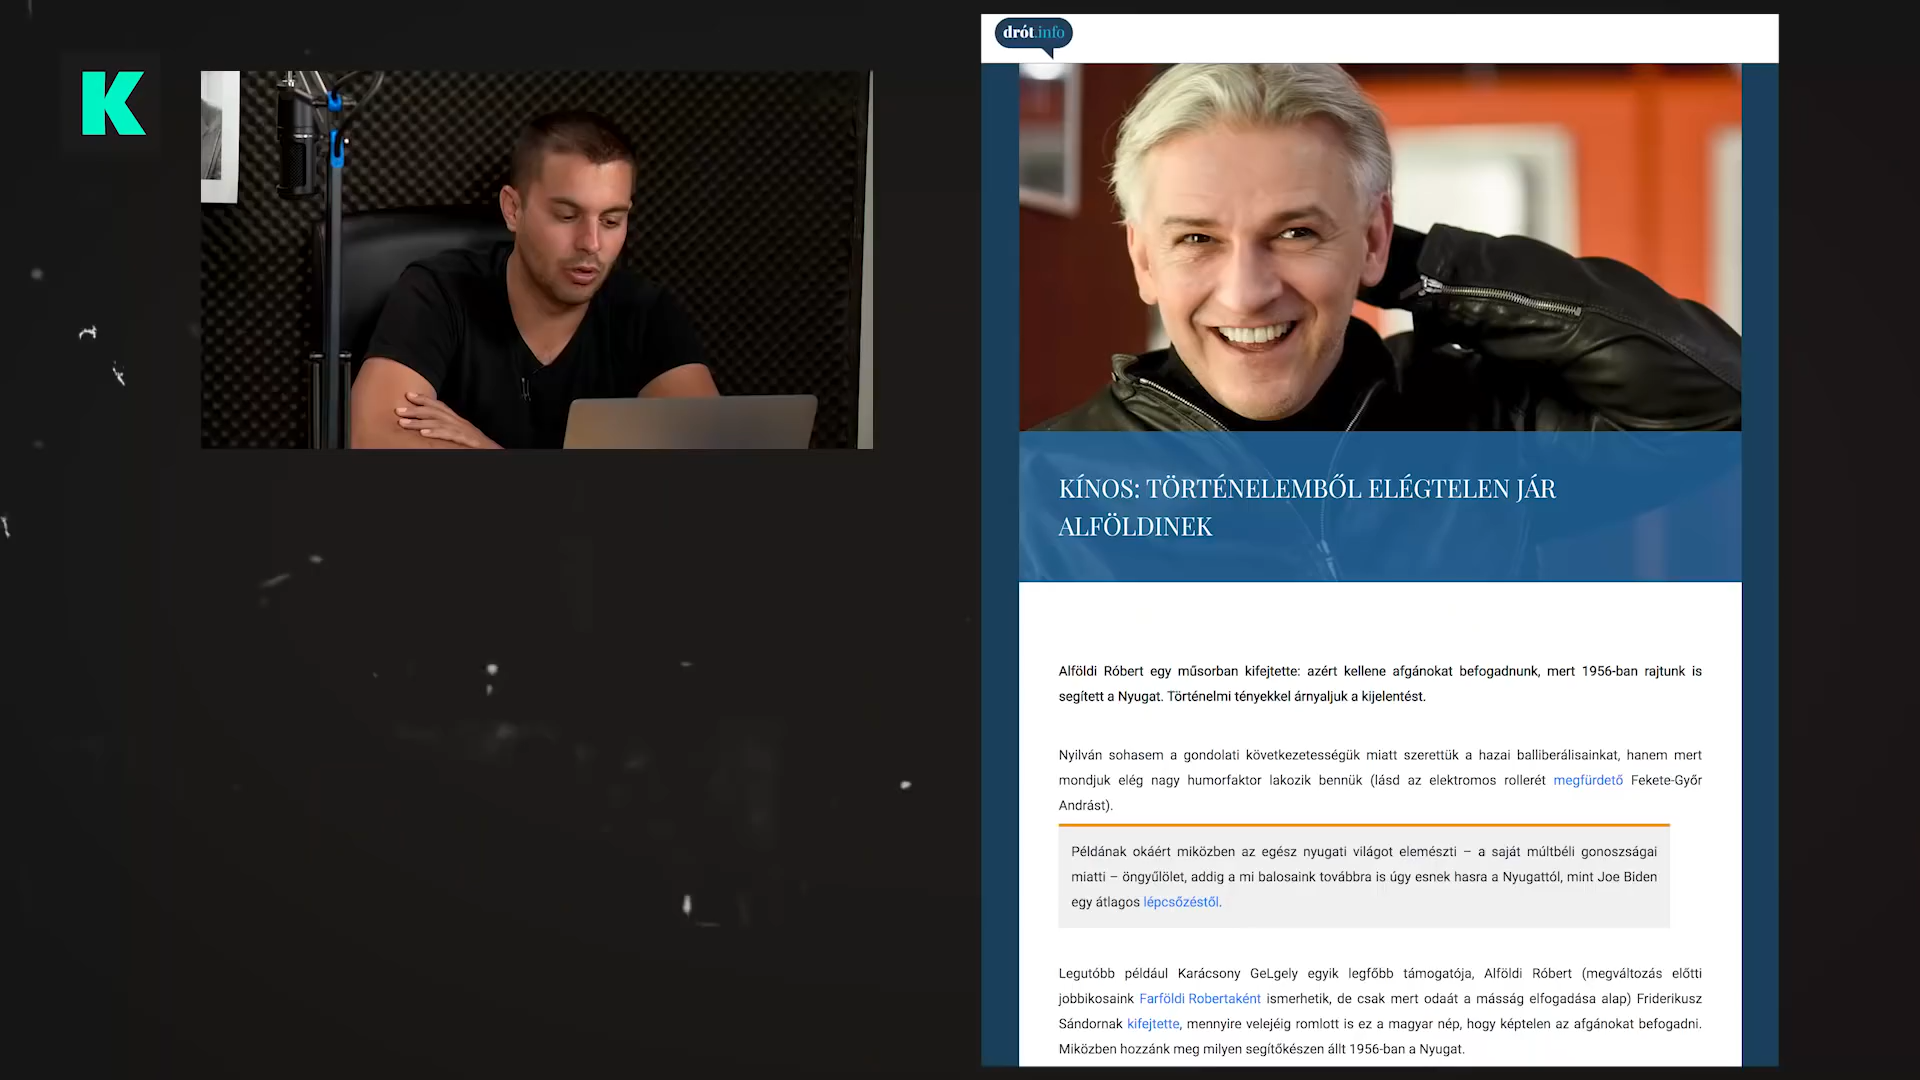 K
drót.info
KÍNOS: TÖRTÉNELEMBŐL ELÉGTELEN JÁR
ALFÖLDINEK
Alföldi Róbert egy műsorban kifejtette: azért kellene afgánokat befogadnunk, mert 1956-ban rajtunk is
segített a Nyugat. Történelmi tényekkel árnyaljuk a kijelentést.
Nyilván sohasem a gondolati következetességük miatt szerettük a hazai balliberálisainkat, hanem mert
mondjuk elég nagy humorfaktor lakozik bennük (lásd az elektromos rollerét megfürdető Fekete-Győr
Andrást).
Példának okáért miközben az egész nyugati világot elemészti – a saját múltbéli gonoszságai
miatti – öngyűlölet, addig a mi balosaink továbbra is úgy esnek hasra a Nyugattól, mint Joe Biden
egy átlagos lépcsőzéstől.
Legutóbb például Karácsony GeLgely egyik legfőbb támogatója, Alföldi Róbert (megváltozás előtti
jobbikosaink Farföldi Robertaként ismerhetik, de csak mert odaát a másság elfogadása alap) Friderikusz
Sándornak kifejtette, mennyire velejéig romlott is ez a magyar nép, hogy képtelen az afgánokat befogadni.
Miközben hozzánk meg milyen segítőkészen állt 1956-ban a Nyugat.